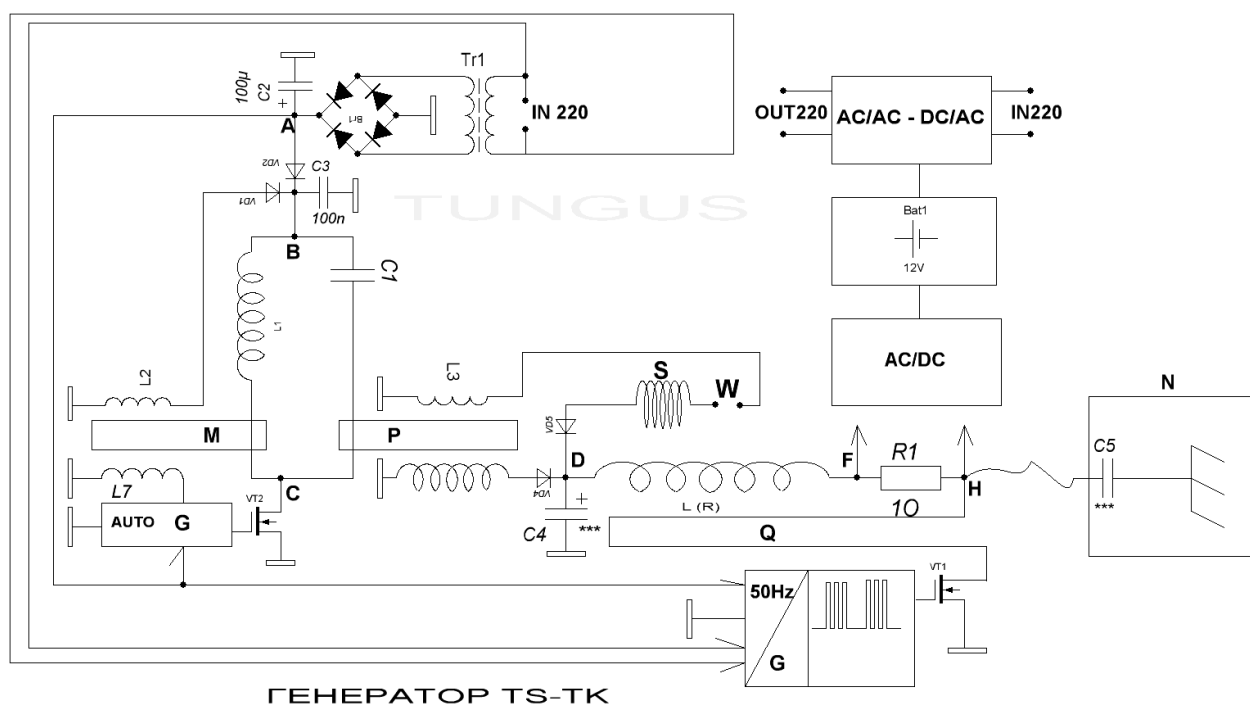 Tr1
100µ
C2
+
A
Br1
IN 220
OUT220
AC/AC - DC/AC
IN220
VD2
C3
VD1
100n
TUNGUS
Bat1
12V
B
C1
L1
AC/DC
L2
L3
S
W
N
M
P
VD5
D
F
R1
C5
H
L7
C
VT2
VD4
+
L (R)
10
***
AUTO G
C4
***
Q
VT1
50Hz
G
ГЕНЕРАТОР TS-TK